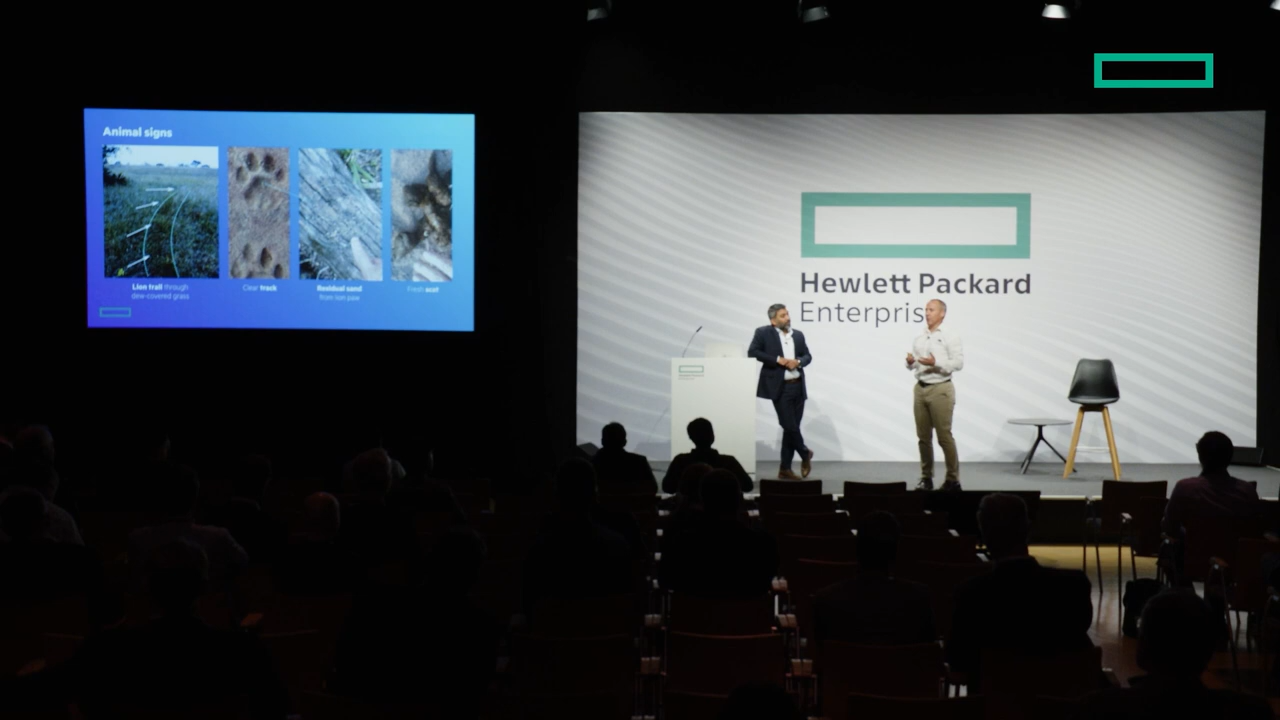 Animal signs
Lion trail through
dew-covered grass
Clear track
Residual sand
from lion paw
Fresh scat
Hewlett Packard
Enterprise